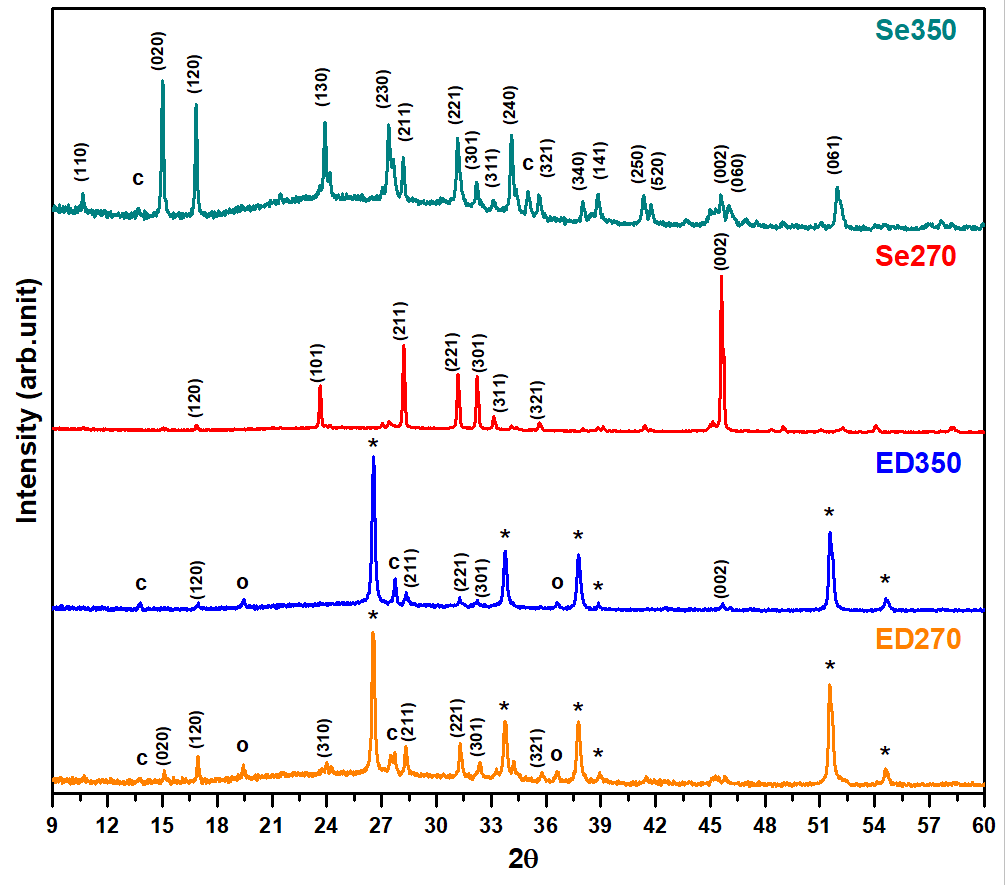 Se350
(110)
c
(020)
(120)
(130)
(230)
(211)
(221)
(301)
(311)
(240)
c
(321)
(340)
(141)
(250)
(520)
(002)
(060)
(061)
Se270
(120)
(101)
(211)
(221)
(301)
(311)
(321)
(002)
ED350
c
(120)
o
*
c
(211)
(221)
(301)
*
o
*
*
(002)
*
*
ED270
c
(020)
(120)
o
(310)
*
c
(211)
(221)
(301)
*
(321)
o
*
*
*
*
Intensity (arb.unit)
9 12 15 18 21 24 27 30 33 36 39 42 45 48 51 54 57 60
2θ